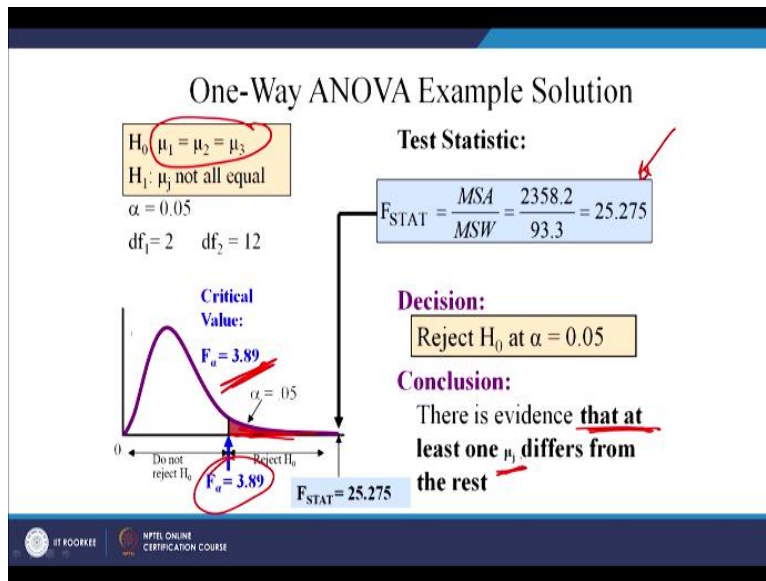 One-Way ANOVA Example Solution
H₀: μ₁ = μ₂ = μ₃
H₁: μⱼ not all equal
α = 0.05
df₁= 2 df₂ = 12
Test Statistic:
F_STAT = MSA / MSW = 2358.2 / 93.3 = 25.275
Critical
Value:
Fα = 3.89
α = .05
0
Do not
reject H₀
Reject H₀
Fα = 3.89
F_STAT = 25.275
Decision:
Reject H₀ at α = 0.05
Conclusion:
There is evidence that at
least one μⱼ differs from
the rest
IIT ROORKEE
NPTEL ONLINE
CERTIFICATION COURSE